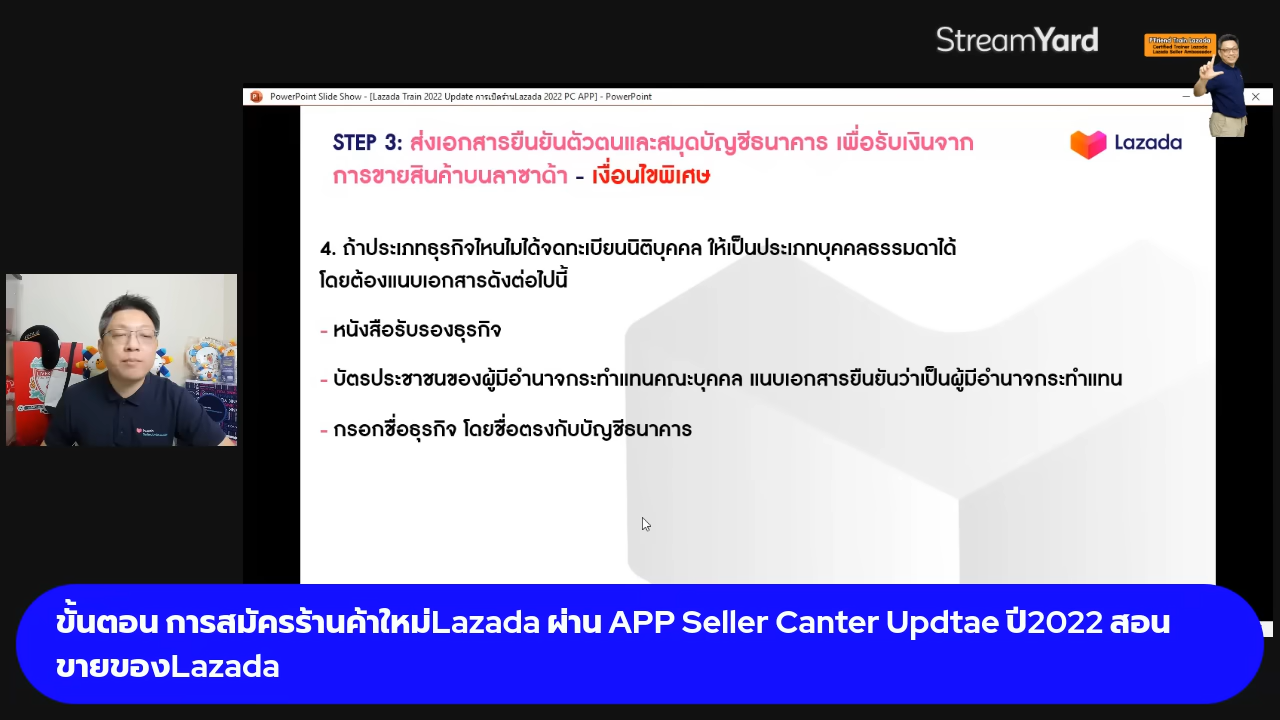 StreamYard
FFriend Train Lazada
Certified Trainer Lazada
Lazada Seller Ambassador
PowerPoint Slide Show - [Lazada Train 2022 Update การเปิดร้านLazada 2022 PC APP] - PowerPoint
STEP 3: ส่งเอกสารยืนยันตัวตนและสมุดบัญชีธนาคาร เพื่อรับเงินจาก
การขายสินค้าบนลาซาด้า - เงื่อนไขพิเศษ
Lazada
4. ถ้าประเภทธุรกิจไหนไม่ได้จดทะเบียนนิติบุคคล ให้เป็นประเภทบุคคลธรรมดาได้
โดยต้องแนบเอกสารดังต่อไปนี้
- หนังสือรับรองธุรกิจ
- บัตรประชาชนของผู้มีอำนาจกระทำแทนคณะบุคคล แนบเอกสารยืนยันว่าเป็นผู้มีอำนาจกระทำแทน
- กรอกชื่อธุรกิจ โดยชื่อตรงกับบัญชีธนาคาร
ขั้นตอน การสมัครร้านค้าใหม่Lazada ผ่าน APP Seller Canter Updtae ปี2022 สอน
ขายของLazada